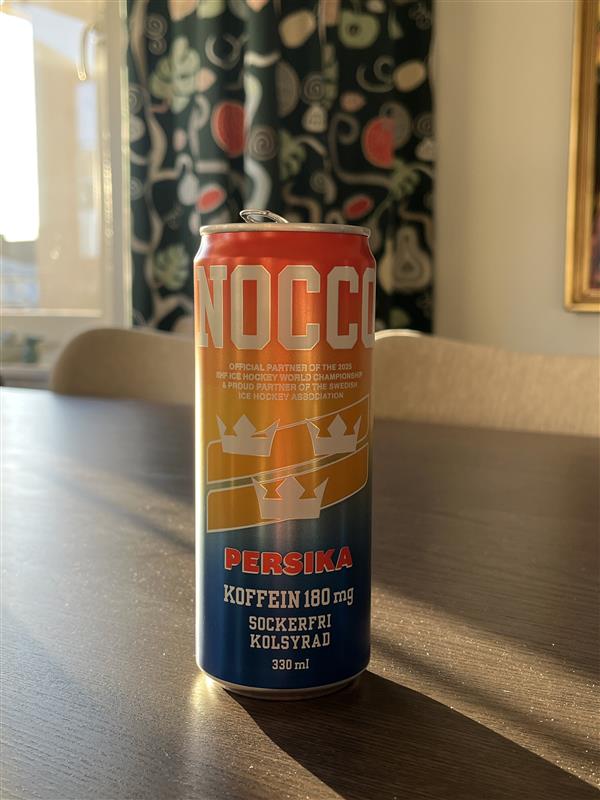 NOCCO
OFFICIAL PARTNER OF THE 2025
IIHF ICE HOCKEY WORLD CHAMPIONSHIP
& PROUD PARTNER OF THE SWEDISH
ICE HOCKEY ASSOCIATION
PERSIKA
KOFFEIN 180 mg
SOCKERFRI
KOLSYRAD
330 ml